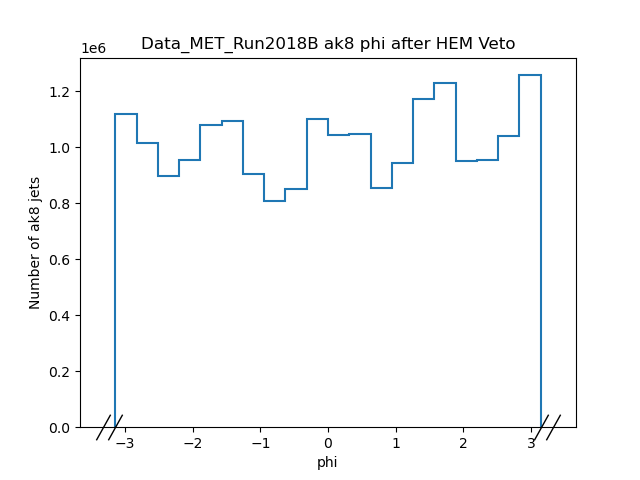 Data_MET_Run2018B ak8 phi after HEM Veto
1e6
1.2
1.0
0.8
0.6
0.4
0.2
0.0
Number of ak8 jets
−3 −2 −1 0 1 2 3
phi